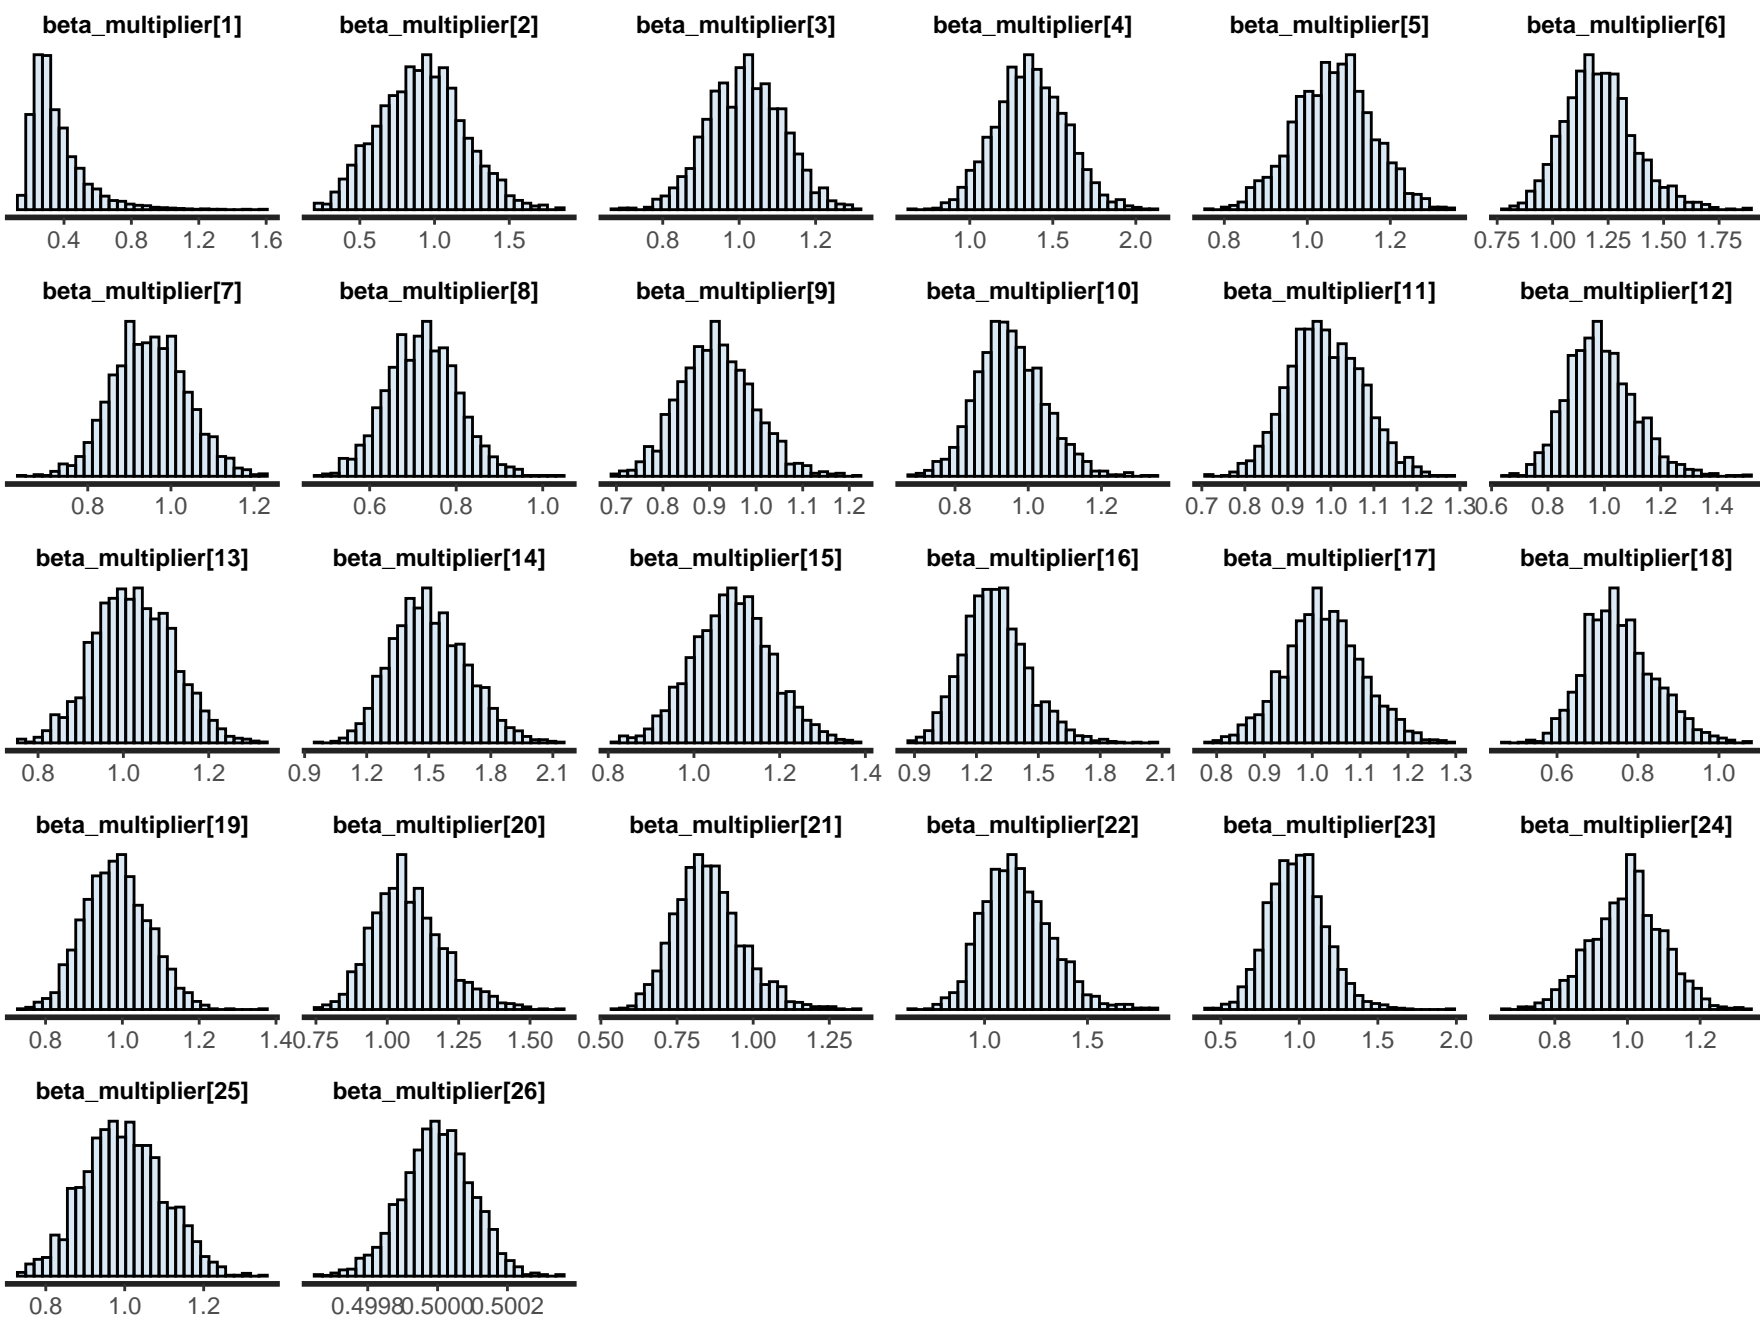 beta_multiplier[1] beta_multiplier[2] beta_multiplier[3] beta_multiplier[4] beta_multiplier[5] beta_multiplier[6]
0.4 0.8 1.2 1.6 0.5 1.0 1.5 0.8 1.0 1.2 1.0 1.5 2.0 0.8 1.0 1.2 0.75 1.00 1.25 1.50 1.75
beta_multiplier[7] beta_multiplier[8] beta_multiplier[9] beta_multiplier[10] beta_multiplier[11] beta_multiplier[12]
0.8 1.0 1.2 0.6 0.8 1.0 0.7 0.8 0.9 1.0 1.1 1.2 0.8 1.0 1.2 0.7 0.8 0.9 1.0 1.1 1.2 1.3 0.6 0.8 1.0 1.2 1.4
beta_multiplier[13] beta_multiplier[14] beta_multiplier[15] beta_multiplier[16] beta_multiplier[17] beta_multiplier[18]
0.8 1.0 1.2 0.9 1.2 1.5 1.8 2.1 0.8 1.0 1.2 1.4 0.9 1.2 1.5 1.8 2.1 0.8 0.9 1.0 1.1 1.2 1.3 0.6 0.8 1.0
beta_multiplier[19] beta_multiplier[20] beta_multiplier[21] beta_multiplier[22] beta_multiplier[23] beta_multiplier[24]
0.8 1.0 1.2 1.4 0.75 1.00 1.25 1.50 0.50 0.75 1.00 1.25 1.0 1.5 0.5 1.0 1.5 2.0 0.8 1.0 1.2
beta_multiplier[25] beta_multiplier[26]
0.8 1.0 1.2 0.4998 0.5000 0.5002